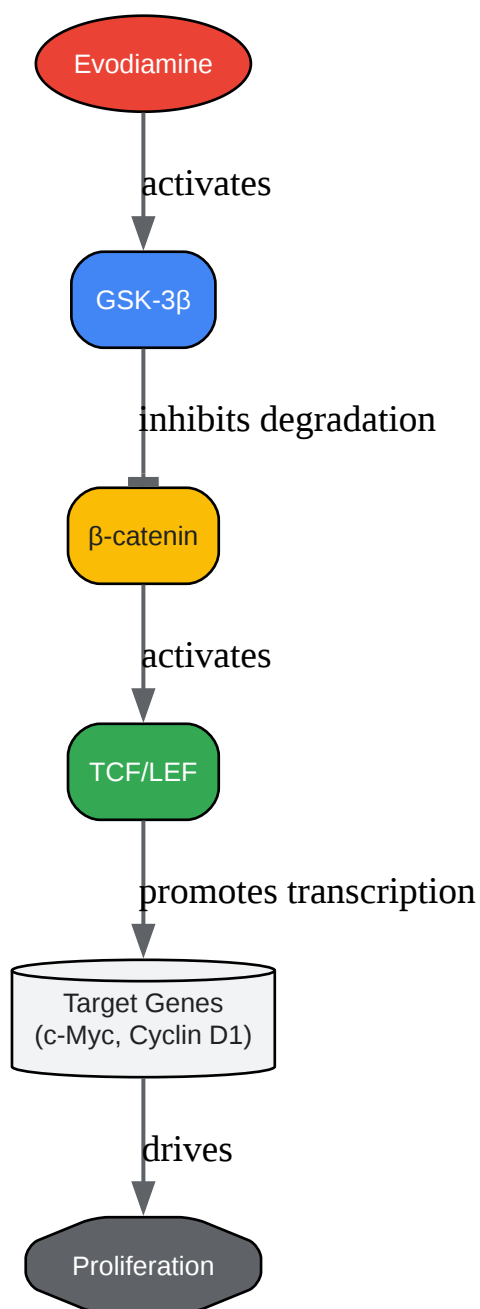 Evodiamine
activates
GSK-3β
inhibits degradation
β-catenin
activates
TCF/LEF
promotes transcription
Target Genes
(c-Myc, Cyclin D1)
drives
Proliferation